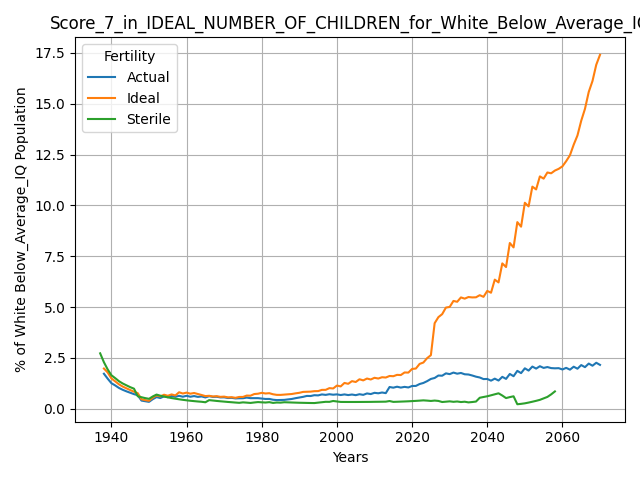 Score_7_in_IDEAL_NUMBER_OF_CHILDREN_for_White_Below_Average_IQ
Fertility
Actual
Ideal
Sterile
% of White Below_Average_IQ Population
17.5
15.0
12.5
10.0
7.5
5.0
2.5
0.0
1940 1960 1980 2000 2020 2040 2060
Years